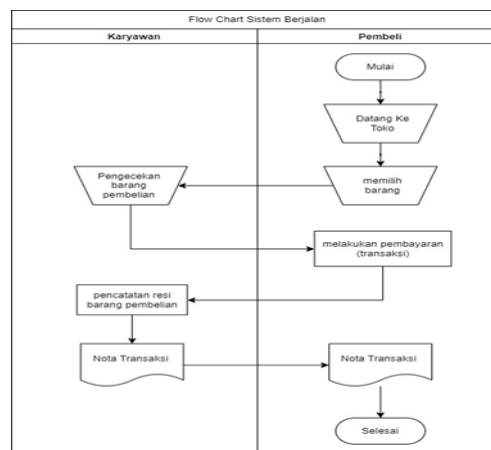 Flow Chart Sistem Berjalan
Karyawan
Pembeli
Mulai
Datang Ke
Toko
Pengecekan
barang
pembelian
memilih
barang
melakukan pembayaran
(transaksi)
pencatatan resi
barang pembelian
Nota Transaksi
Nota Transaksi
Selesai